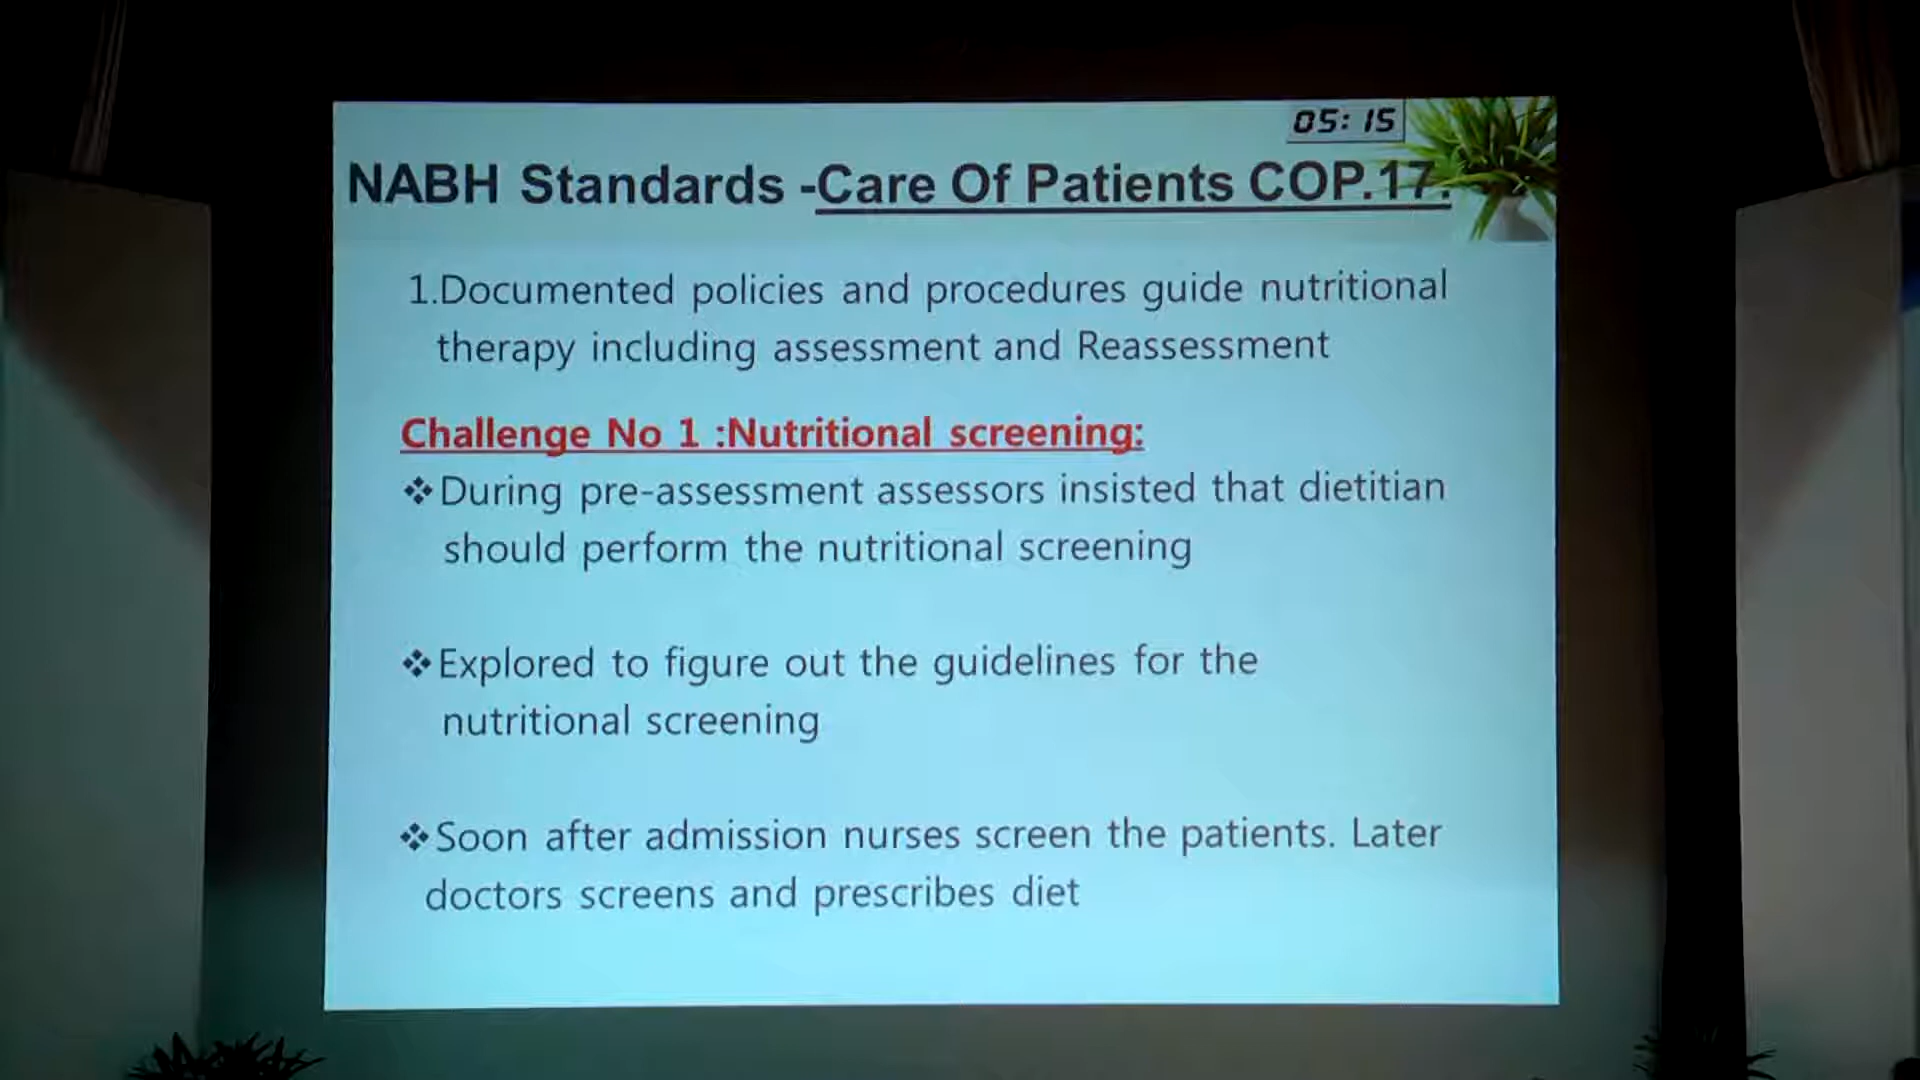 05: 15
NABH Standards -Care Of Patients COP.17.
1.Documented policies and procedures guide nutritional
therapy including assessment and Reassessment
Challenge No 1 :Nutritional screening:
❖During pre-assessment assessors insisted that dietitian
should perform the nutritional screening
❖Explored to figure out the guidelines for the
nutritional screening
❖Soon after admission nurses screen the patients. Later
doctors screens and prescribes diet